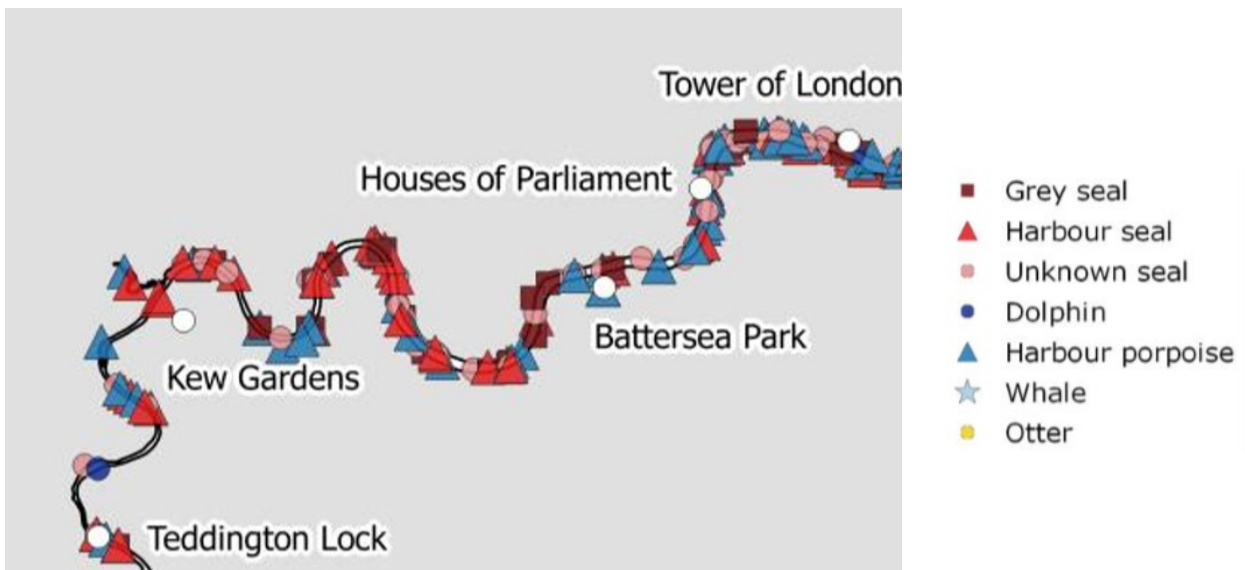 Tower of London
Houses of Parliament
Battersea Park
Kew Gardens
Teddington Lock
Grey seal
Harbour seal
Unknown seal
Dolphin
Harbour porpoise
Whale
Otter